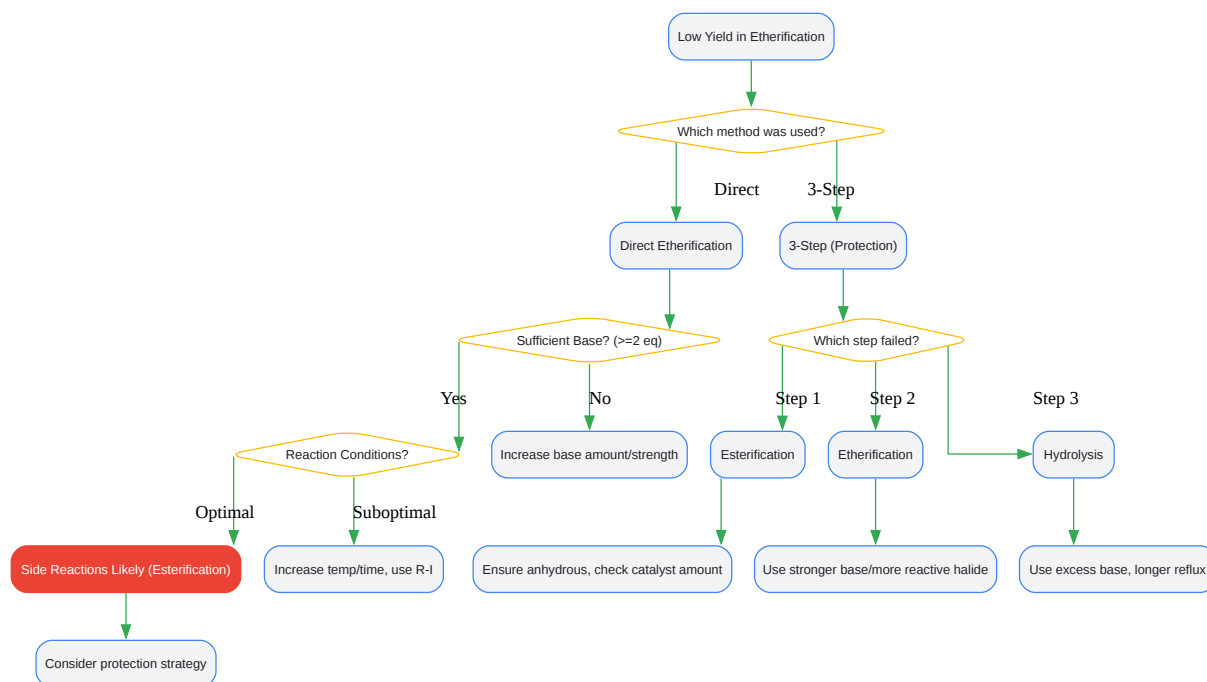 Low Yield in Etherification
Which method was used?
Direct
3-Step
Direct Etherification
3-Step (Protection)
Sufficient Base? (>=2 eq)
Which step failed?
Yes
No
Step 1
Step 2
Step 3
Reaction Conditions?
Increase base amount/strength
Esterification
Etherification
Hydrolysis
Optimal
Suboptimal
Side Reactions Likely (Esterification)
Increase temp/time, use R-I
Ensure anhydrous, check catalyst amount
Use stronger base/more reactive halide
Use excess base, longer reflux
Consider protection strategy